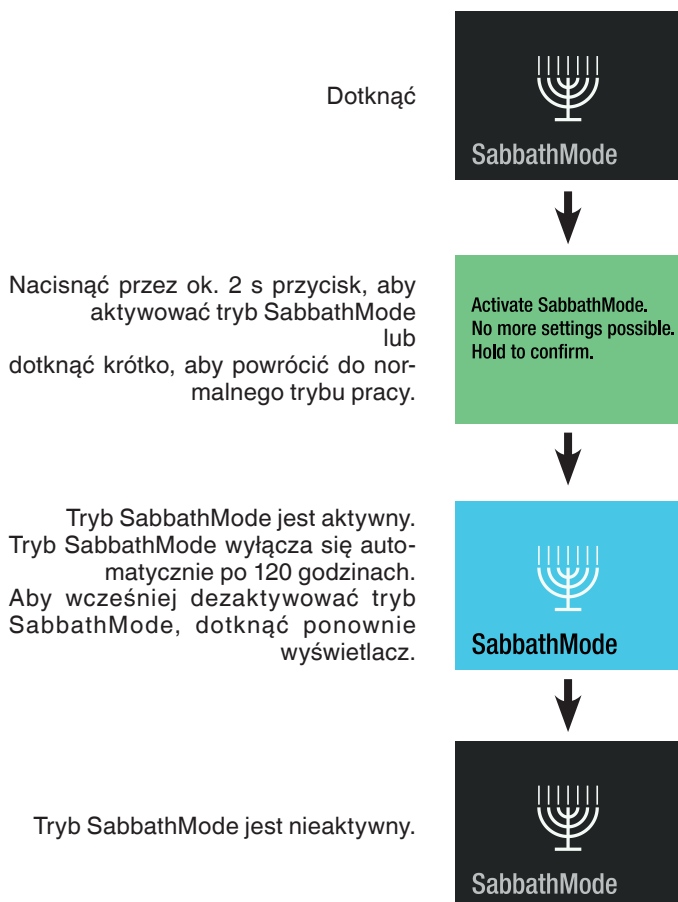 Dotknąć
SabbathMode
Nacisnąć przez ok. 2 s przycisk, aby
aktywować tryb SabbathMode
lub
dotknąć krótko, aby powrócić do nor-
malnego trybu pracy.
Activate SabbathMode.
No more settings possible.
Hold to confirm.
Tryb SabbathMode jest aktywny.
Tryb SabbathMode wyłącza się auto-
matycznie po 120 godzinach.
Aby wcześniej dezaktywować tryb
SabbathMode, dotknąć ponownie
wyświetlacz.
SabbathMode
Tryb SabbathMode jest nieaktywny.
SabbathMode